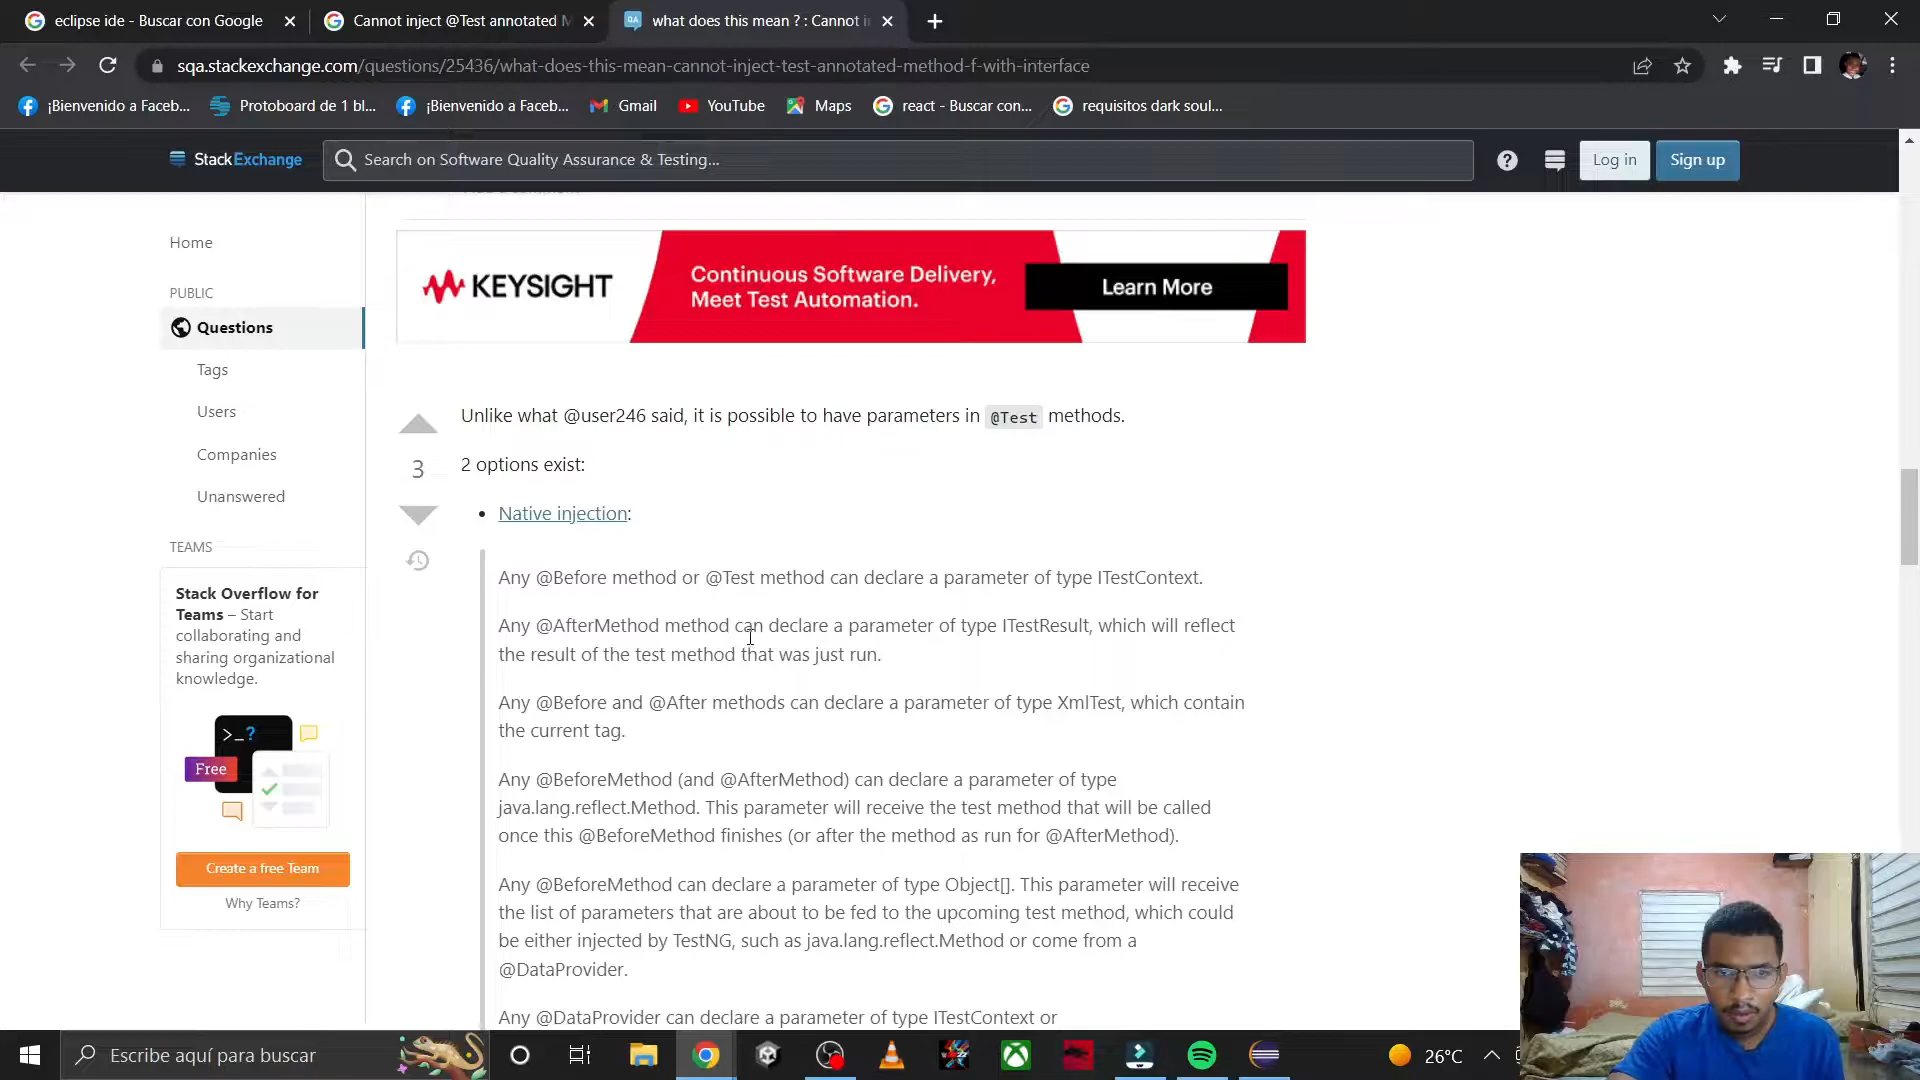 eclipse ide - Buscar con Google
Cannot inject @Test annotated M
what does this mean ? : Cannot i
sqa.stackexchange.com/questions/25436/what-does-this-mean-cannot-inject-test-annotated-method-f-with-interface
¡Bienvenido a Faceb...
Protoboard de 1 bl...
¡Bienvenido a Faceb...
Gmail
YouTube
Maps
react - Buscar con...
requisitos dark soul...
StackExchange
Search on Software Quality Assurance & Testing...
Log in
Sign up
Home
PUBLIC
Questions
Tags
Users
Companies
Unanswered
TEAMS
Stack Overflow for
Teams – Start
collaborating and
sharing organizational
knowledge.
>_?
Free
Create a free Team
Why Teams?
KEYSIGHT
Continuous Software Delivery,
Meet Test Automation.
Learn More
Unlike what @user246 said, it is possible to have parameters in @Test methods.
3
2 options exist:
• Native injection:
Any @Before method or @Test method can declare a parameter of type ITestContext.
Any @AfterMethod method can declare a parameter of type ITestResult, which will reflect
the result of the test method that was just run.
Any @Before and @After methods can declare a parameter of type XmlTest, which contain
the current tag.
Any @BeforeMethod (and @AfterMethod) can declare a parameter of type
java.lang.reflect.Method. This parameter will receive the test method that will be called
once this @BeforeMethod finishes (or after the method as run for @AfterMethod).
Any @BeforeMethod can declare a parameter of type Object[]. This parameter will receive
the list of parameters that are about to be fed to the upcoming test method, which could
be either injected by TestNG, such as java.lang.reflect.Method or come from a
@DataProvider.
Any @DataProvider can declare a parameter of type ITestContext or
Escribe aquí para buscar
26°C